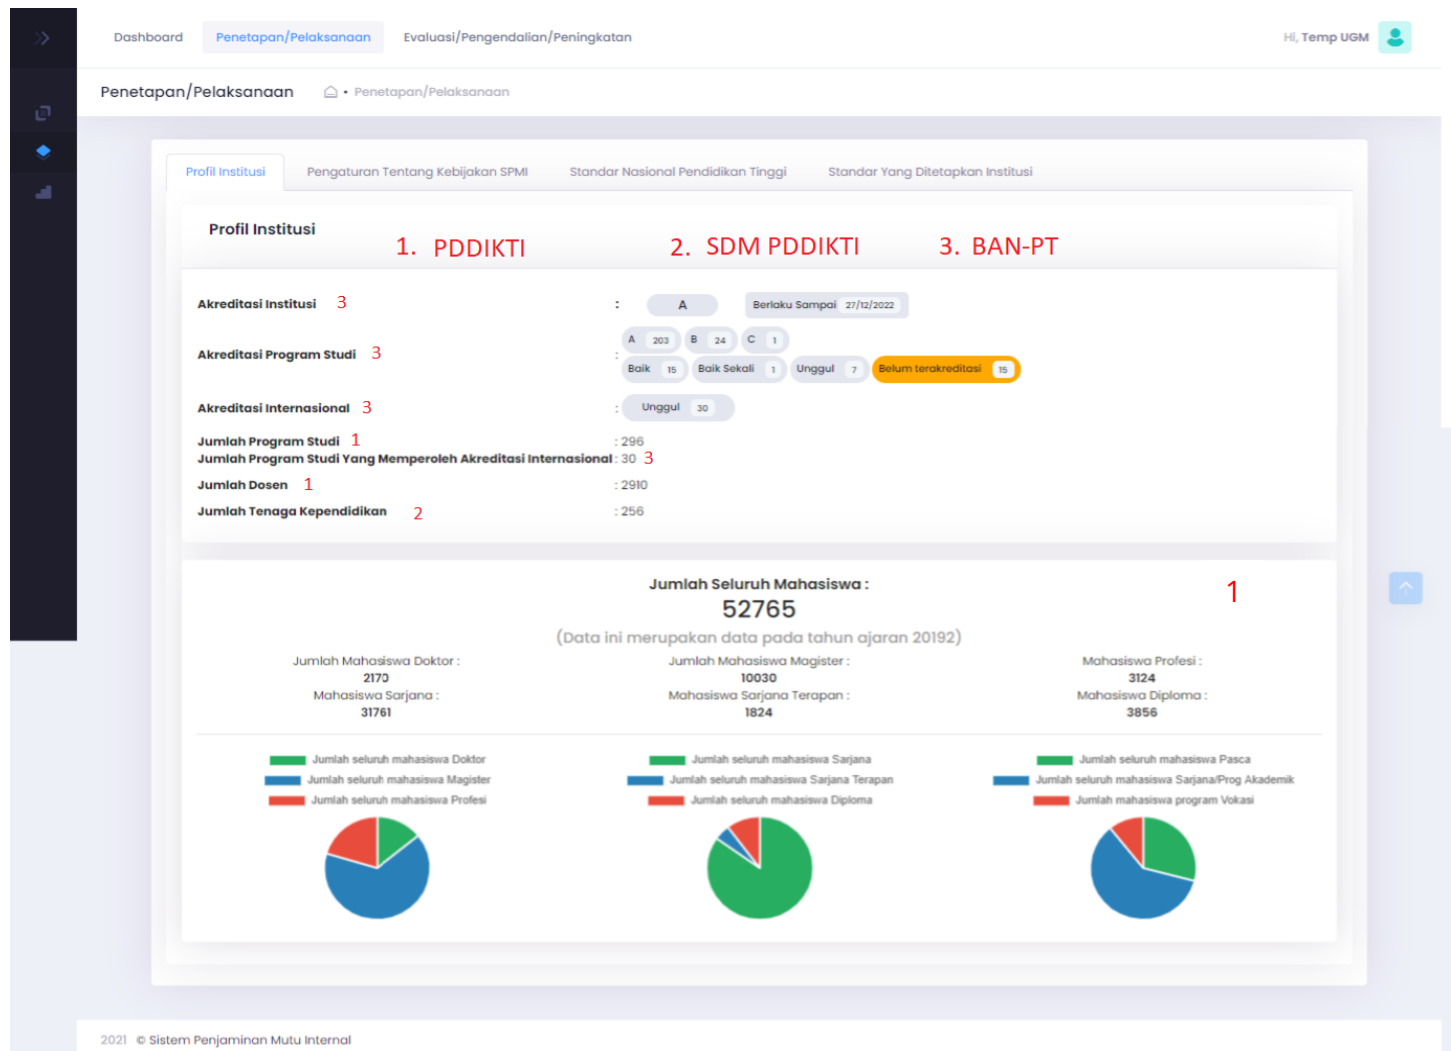 Dashboard Penetapan/Pelaksanaan Evaluasi/Pengendalian/Peningkatan Hi, Temp UGM
Penetapan/Pelaksanaan • Penetapan/Pelaksanaan
Profil Institusi Pengaturan Tentang Kebijakan SPMI Standar Nasional Pendidikan Tinggi Standar Yang Ditetapkan Institusi
Profil Institusi
1. PDDIKTI 2. SDM PDDIKTI 3. BAN-PT
Akreditasi Institusi 3 : A Berlaku Sampai 27/12/2022
A 203 B 24 C 1
Akreditasi Program Studi 3 :
Baik 15 Baik Sekali 1 Unggul 7 Belum terakreditasi 15
Akreditasi Internasional 3 : Unggul 30
Jumlah Program Studi 1 : 296
Jumlah Program Studi Yang Memperoleh Akreditasi Internasional : 30 3
Jumlah Dosen 1 : 2910
Jumlah Tenaga Kependidikan 2 : 256
Jumlah Seluruh Mahasiswa : 1
52765
(Data ini merupakan data pada tahun ajaran 20192)
Jumlah Mahasiswa Doktor : Jumlah Mahasiswa Magister : Mahasiswa Profesi :
2170 10030 3124
Mahasiswa Sarjana : Mahasiswa Sarjana Terapan : Mahasiswa Diploma :
31761 1824 3856
Jumlah seluruh mahasiswa Doktor Jumlah seluruh mahasiswa Sarjana Jumlah seluruh mahasiswa Pasca
Jumlah seluruh mahasiswa Magister Jumlah seluruh mahasiswa Sarjana Terapan Jumlah seluruh mahasiswa Sarjana/Prog Akademik
Jumlah seluruh mahasiswa Profesi Jumlah seluruh mahasiswa Diploma Jumlah mahasiswa program Vokasi
2021 © Sistem Penjaminan Mutu Internal